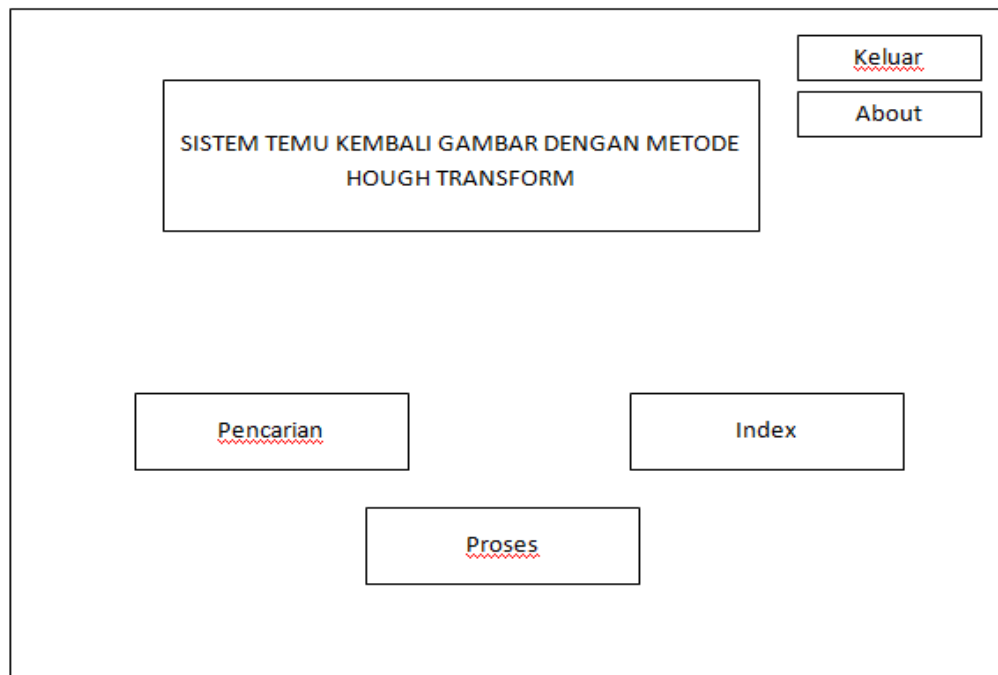 Keluar
About
SISTEM TEMU KEMBALI GAMBAR DENGAN METODE
HOUGH TRANSFORM
Pencarian
Index
Proses